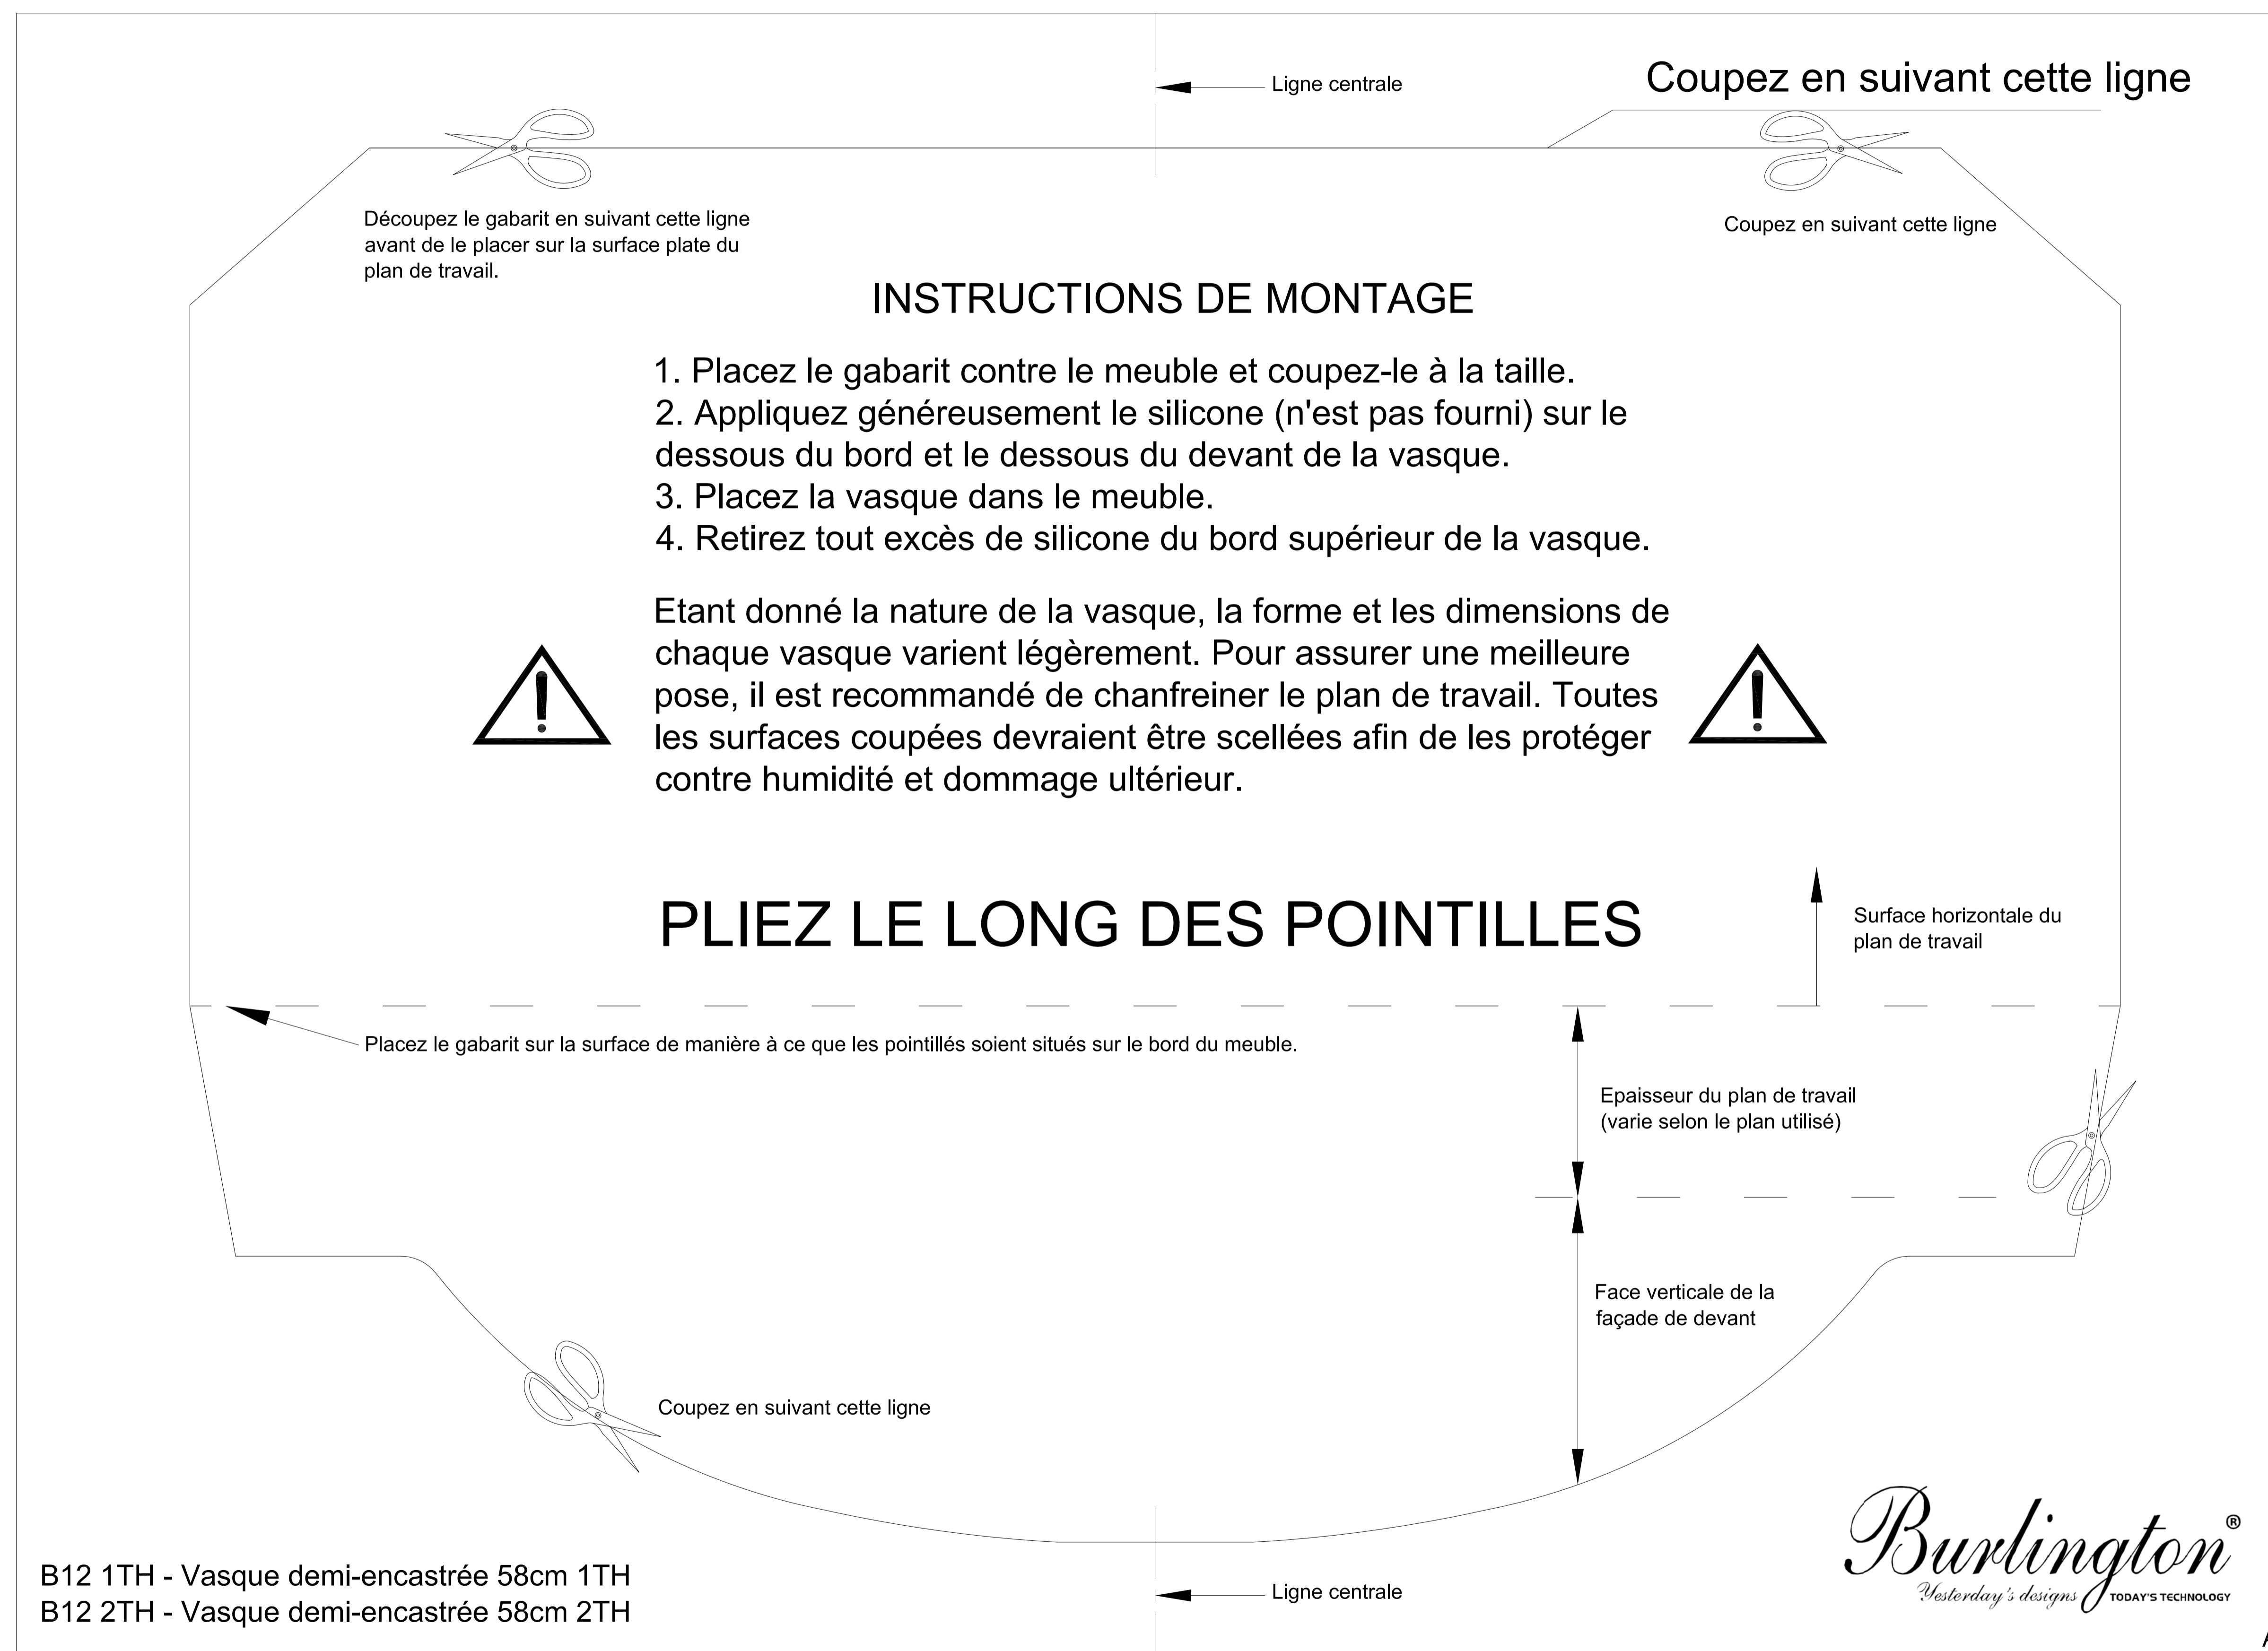 Ligne centrale
Coupez en suivant cette ligne
Découpez le gabarit en suivant cette ligne
avant de le placer sur la surface plate du
plan de travail.
Coupez en suivant cette ligne
INSTRUCTIONS DE MONTAGE
1. Placez le gabarit contre le meuble et coupez-le à la taille.
2. Appliquez généreusement le silicone (n'est pas fourni) sur le
dessous du bord et le dessous du devant de la vasque.
3. Placez la vasque dans le meuble.
4. Retirez tout excès de silicone du bord supérieur de la vasque.
Etant donné la nature de la vasque, la forme et les dimensions de
chaque vasque varient légèrement. Pour assurer une meilleure
pose, il est recommandé de chanfreiner le plan de travail. Toutes
les surfaces coupées devraient être scellées afin de les protéger
contre humidité et dommage ultérieur.
PLIEZ LE LONG DES POINTILLES
Surface horizontale du
plan de travail
Placez le gabarit sur la surface de manière à ce que les pointillés soient situés sur le bord du meuble.
Epaisseur du plan de travail
(varie selon le plan utilisé)
Face verticale de la
façade de devant
Coupez en suivant cette ligne
B12 1TH - Vasque demi-encastrée 58cm 1TH
B12 2TH - Vasque demi-encastrée 58cm 2TH
Ligne centrale
Burlington®
Yesterday's designs TODAY'S TECHNOLOGY